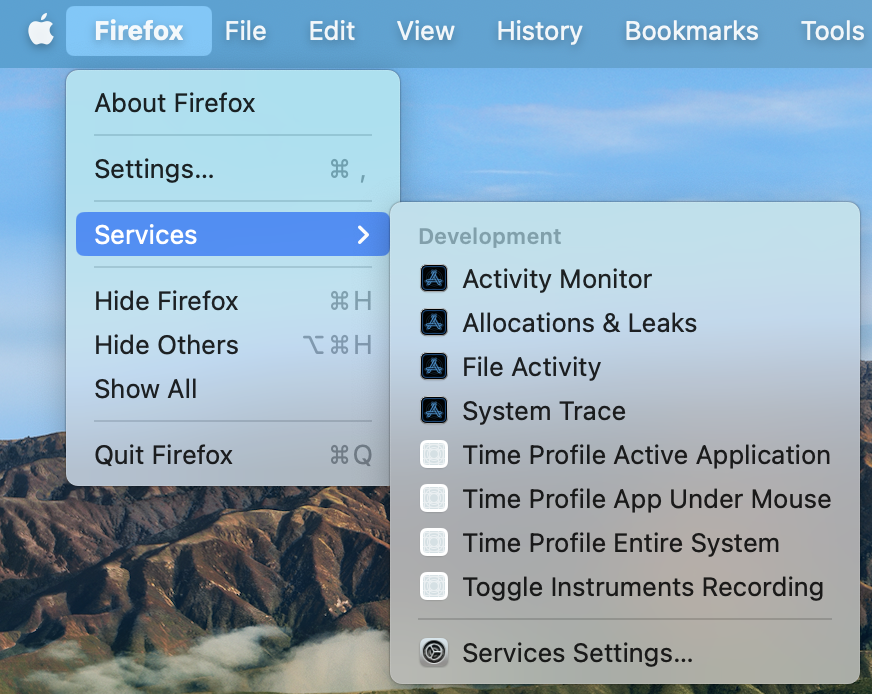 Firefox File Edit View History Bookmarks Tools
About Firefox
Settings... ⌘ ,
Services
Hide Firefox ⌘H
Hide Others ⌥⌘H
Show All
Quit Firefox ⌘Q
Development
Activity Monitor
Allocations & Leaks
File Activity
System Trace
Time Profile Active Application
Time Profile App Under Mouse
Time Profile Entire System
Toggle Instruments Recording
Services Settings...